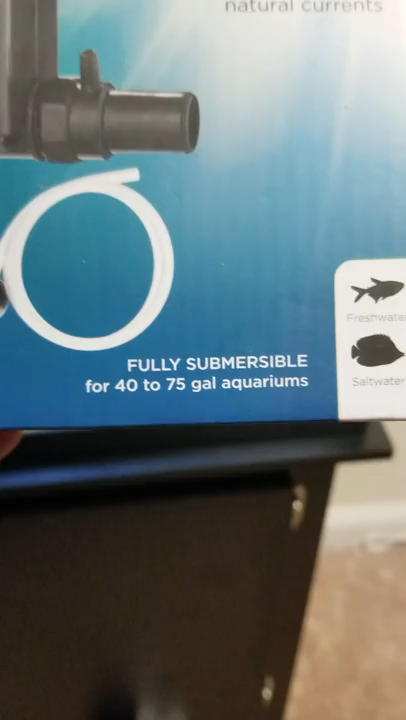 natural currents
FULLY SUBMERSIBLE
for 40 to 75 gal aquariums
Freshwater
Saltwater